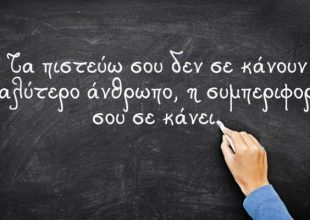 Τα πιστεύω σου δεν σε κάνουν
αλύτερο άνθρωπο, η συμπεριφορ
σου σε κάνει.